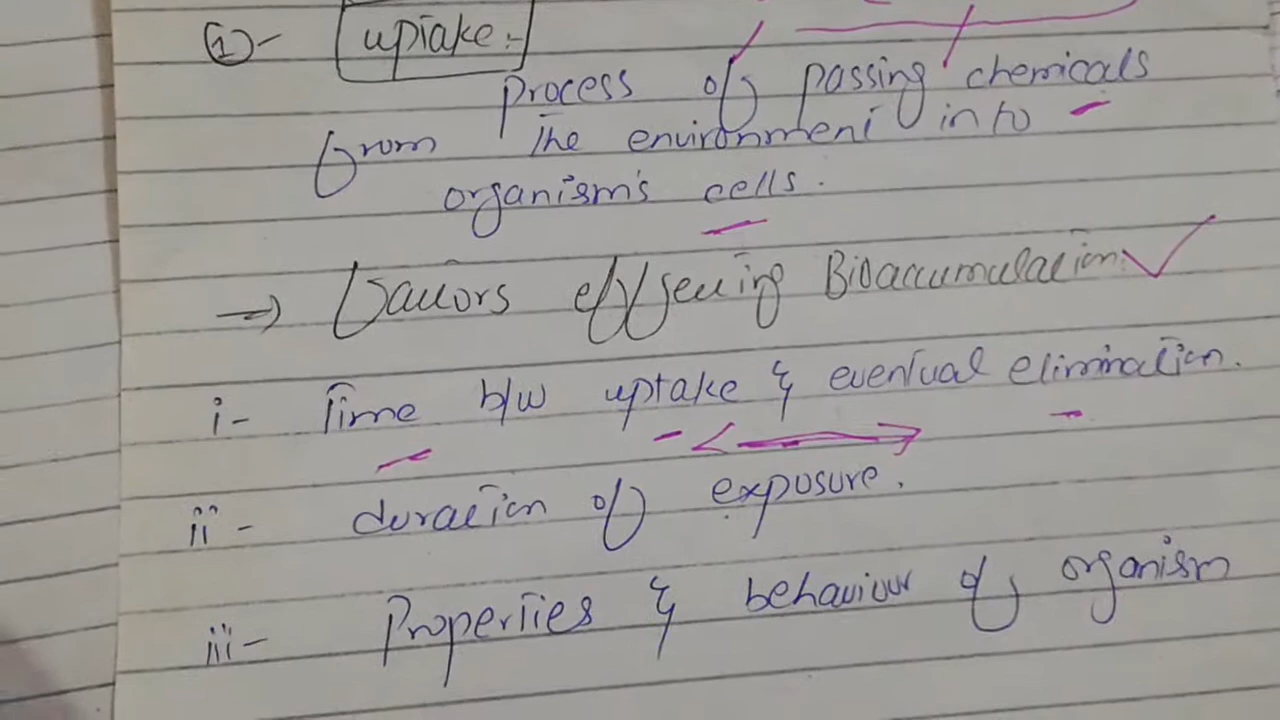 (1)- uptake:-
process of passing chemicals
from the environment into
organism's cells.
→ factors effecting Bioaccumulation
i- Time b/w uptake & eventual elimination.
ii- duration of exposure.
iii- Properties & behaviour of organism